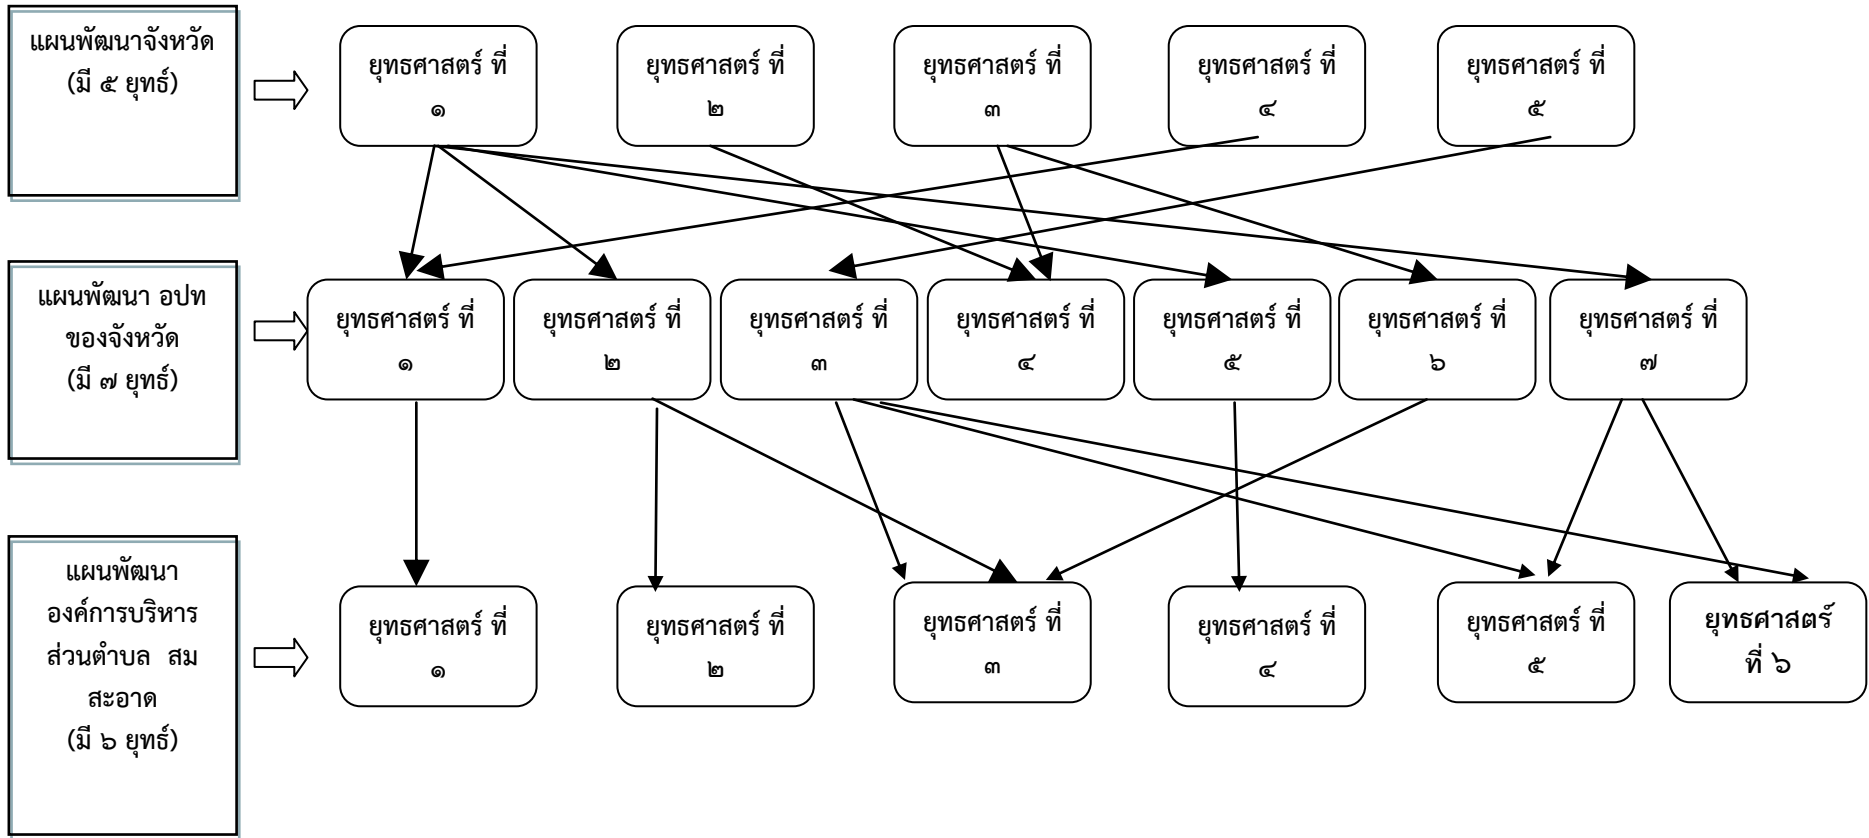 แผนพัฒนาจังหวัด
(มี ๕ ยุทธ์)
ยุทธศาสตร์ ที่
๑
ยุทธศาสตร์ ที่
๒
ยุทธศาสตร์ ที่
๓
ยุทธศาสตร์ ที่
๔
ยุทธศาสตร์ ที่
๕
แผนพัฒนา อปท
ของจังหวัด
(มี ๗ ยุทธ์)
ยุทธศาสตร์ ที่
๑
ยุทธศาสตร์ ที่
๒
ยุทธศาสตร์ ที่
๓
ยุทธศาสตร์ ที่
๔
ยุทธศาสตร์ ที่
๕
ยุทธศาสตร์ ที่
๖
ยุทธศาสตร์ ที่
๗
แผนพัฒนา
องค์การบริหาร
ส่วนตำบล สม
สะอาด
(มี ๖ ยุทธ์)
ยุทธศาสตร์ ที่
๑
ยุทธศาสตร์ ที่
๒
ยุทธศาสตร์ ที่
๓
ยุทธศาสตร์ ที่
๔
ยุทธศาสตร์ ที่
๕
ยุทธศาสตร์
ที่ ๖